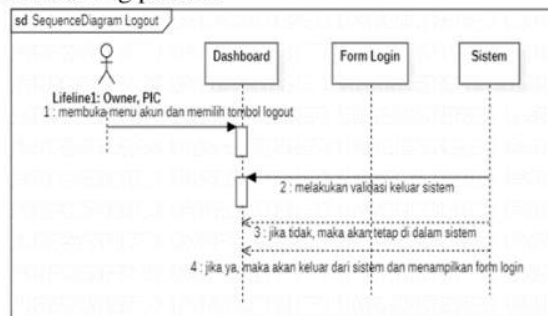 sd SequenceDiagram Logout
Dashboard
Form Login
Sistem
Lifeline1: Owner, PIC
1 : membuka menu akun dan memilih tombol logout
2 : melakukan validasi keluar sistem
3 : jika tidak, maka akan tetap di dalam sistem
4 : jika ya, maka akan keluar dari sistem dan menampilkan form login